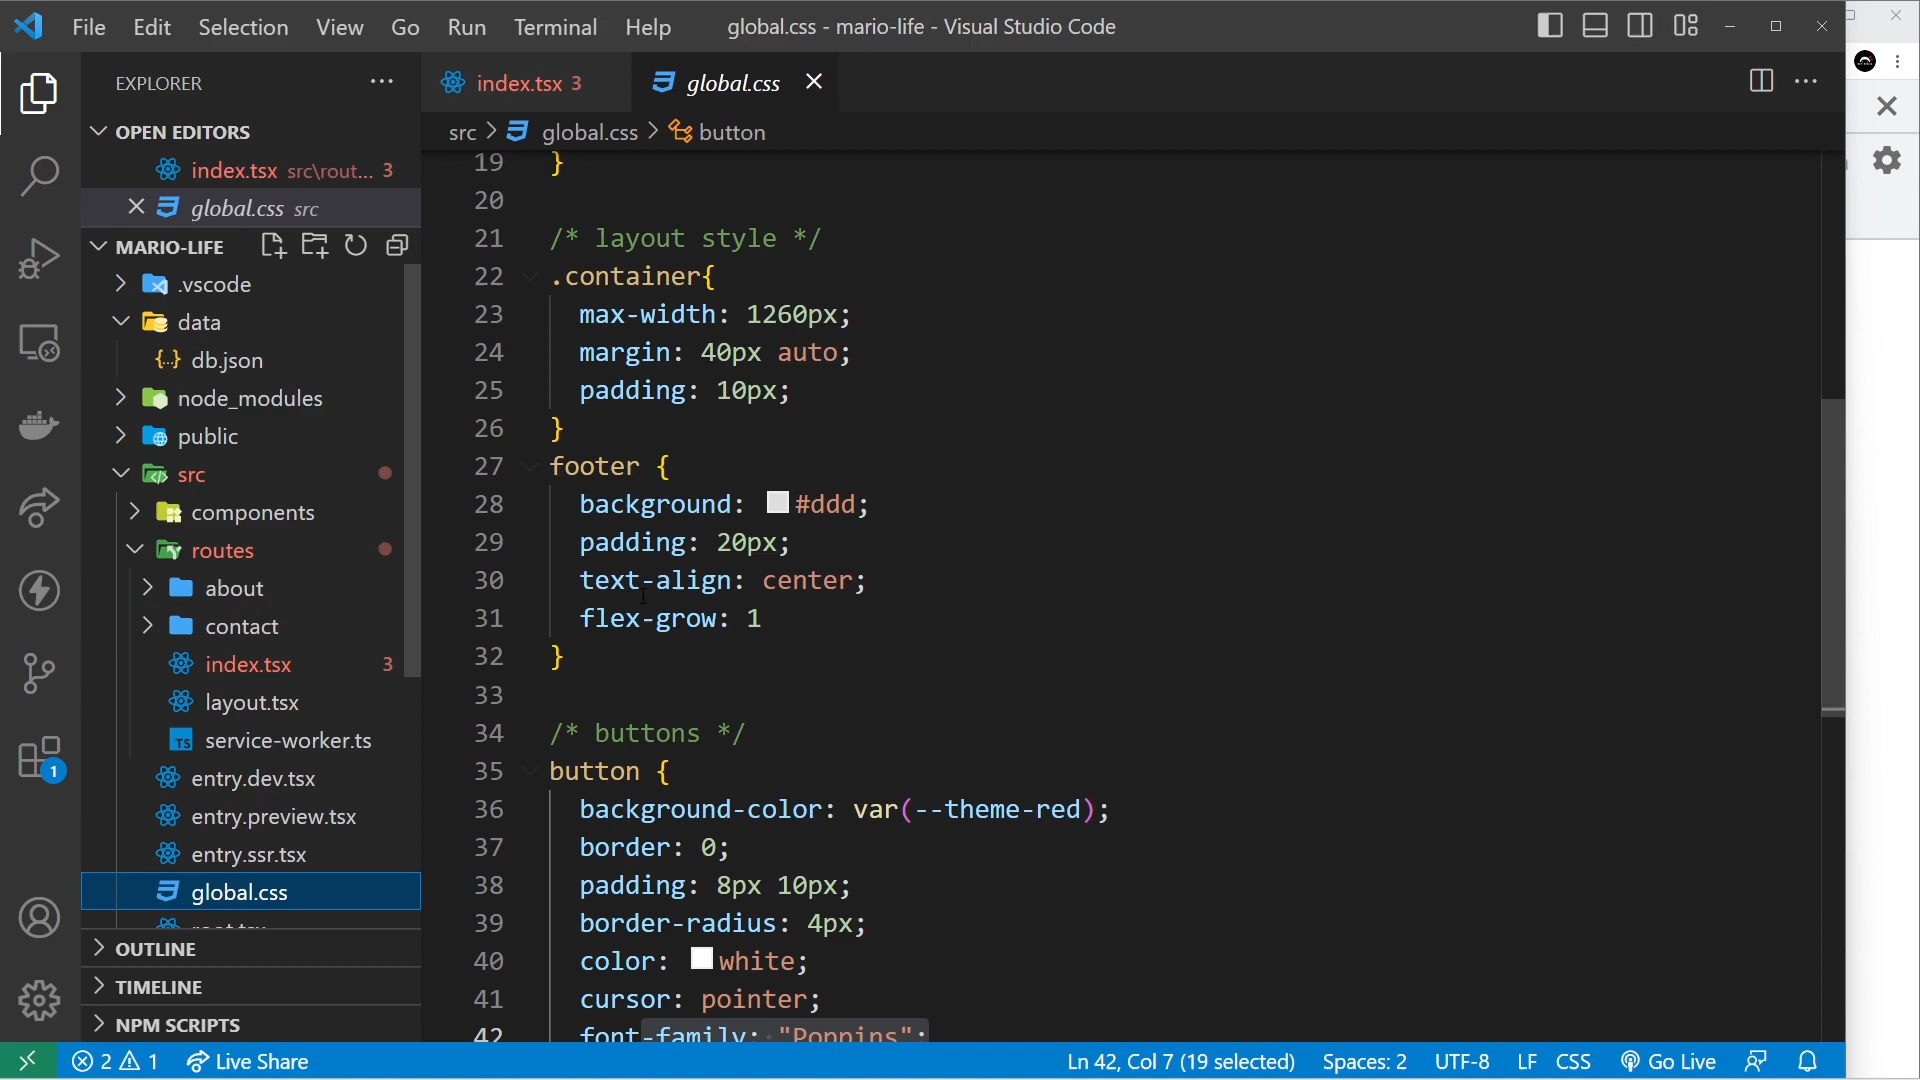 File Edit Selection View Go Run Terminal Help global.css - mario-life - Visual Studio Code
EXPLORER
index.tsx 3 global.css
OPEN EDITORS
src > global.css > button
index.tsx src\rout... 3
global.css src
MARIO-LIFE
.vscode
data
db.json
node_modules
public
src
components
routes
about
contact
index.tsx 3
layout.tsx
service-worker.ts
entry.dev.tsx
entry.preview.tsx
entry.ssr.tsx
global.css
OUTLINE
TIMELINE
NPM SCRIPTS
1
19 }
20
21 /* layout style */
22 .container{
23 max-width: 1260px;
24 margin: 40px auto;
25 padding: 10px;
26 }
27 footer {
28 background: #ddd;
29 padding: 20px;
30 text-align: center;
31 flex-grow: 1
32 }
33
34 /* buttons */
35 button {
36 background-color: var(--theme-red);
37 border: 0;
38 padding: 8px 10px;
39 border-radius: 4px;
40 color: white;
41 cursor: pointer;
42 font-family: "Poppins";
2 1 Live Share Ln 42, Col 7 (19 selected) Spaces: 2 UTF-8 LF CSS Go Live